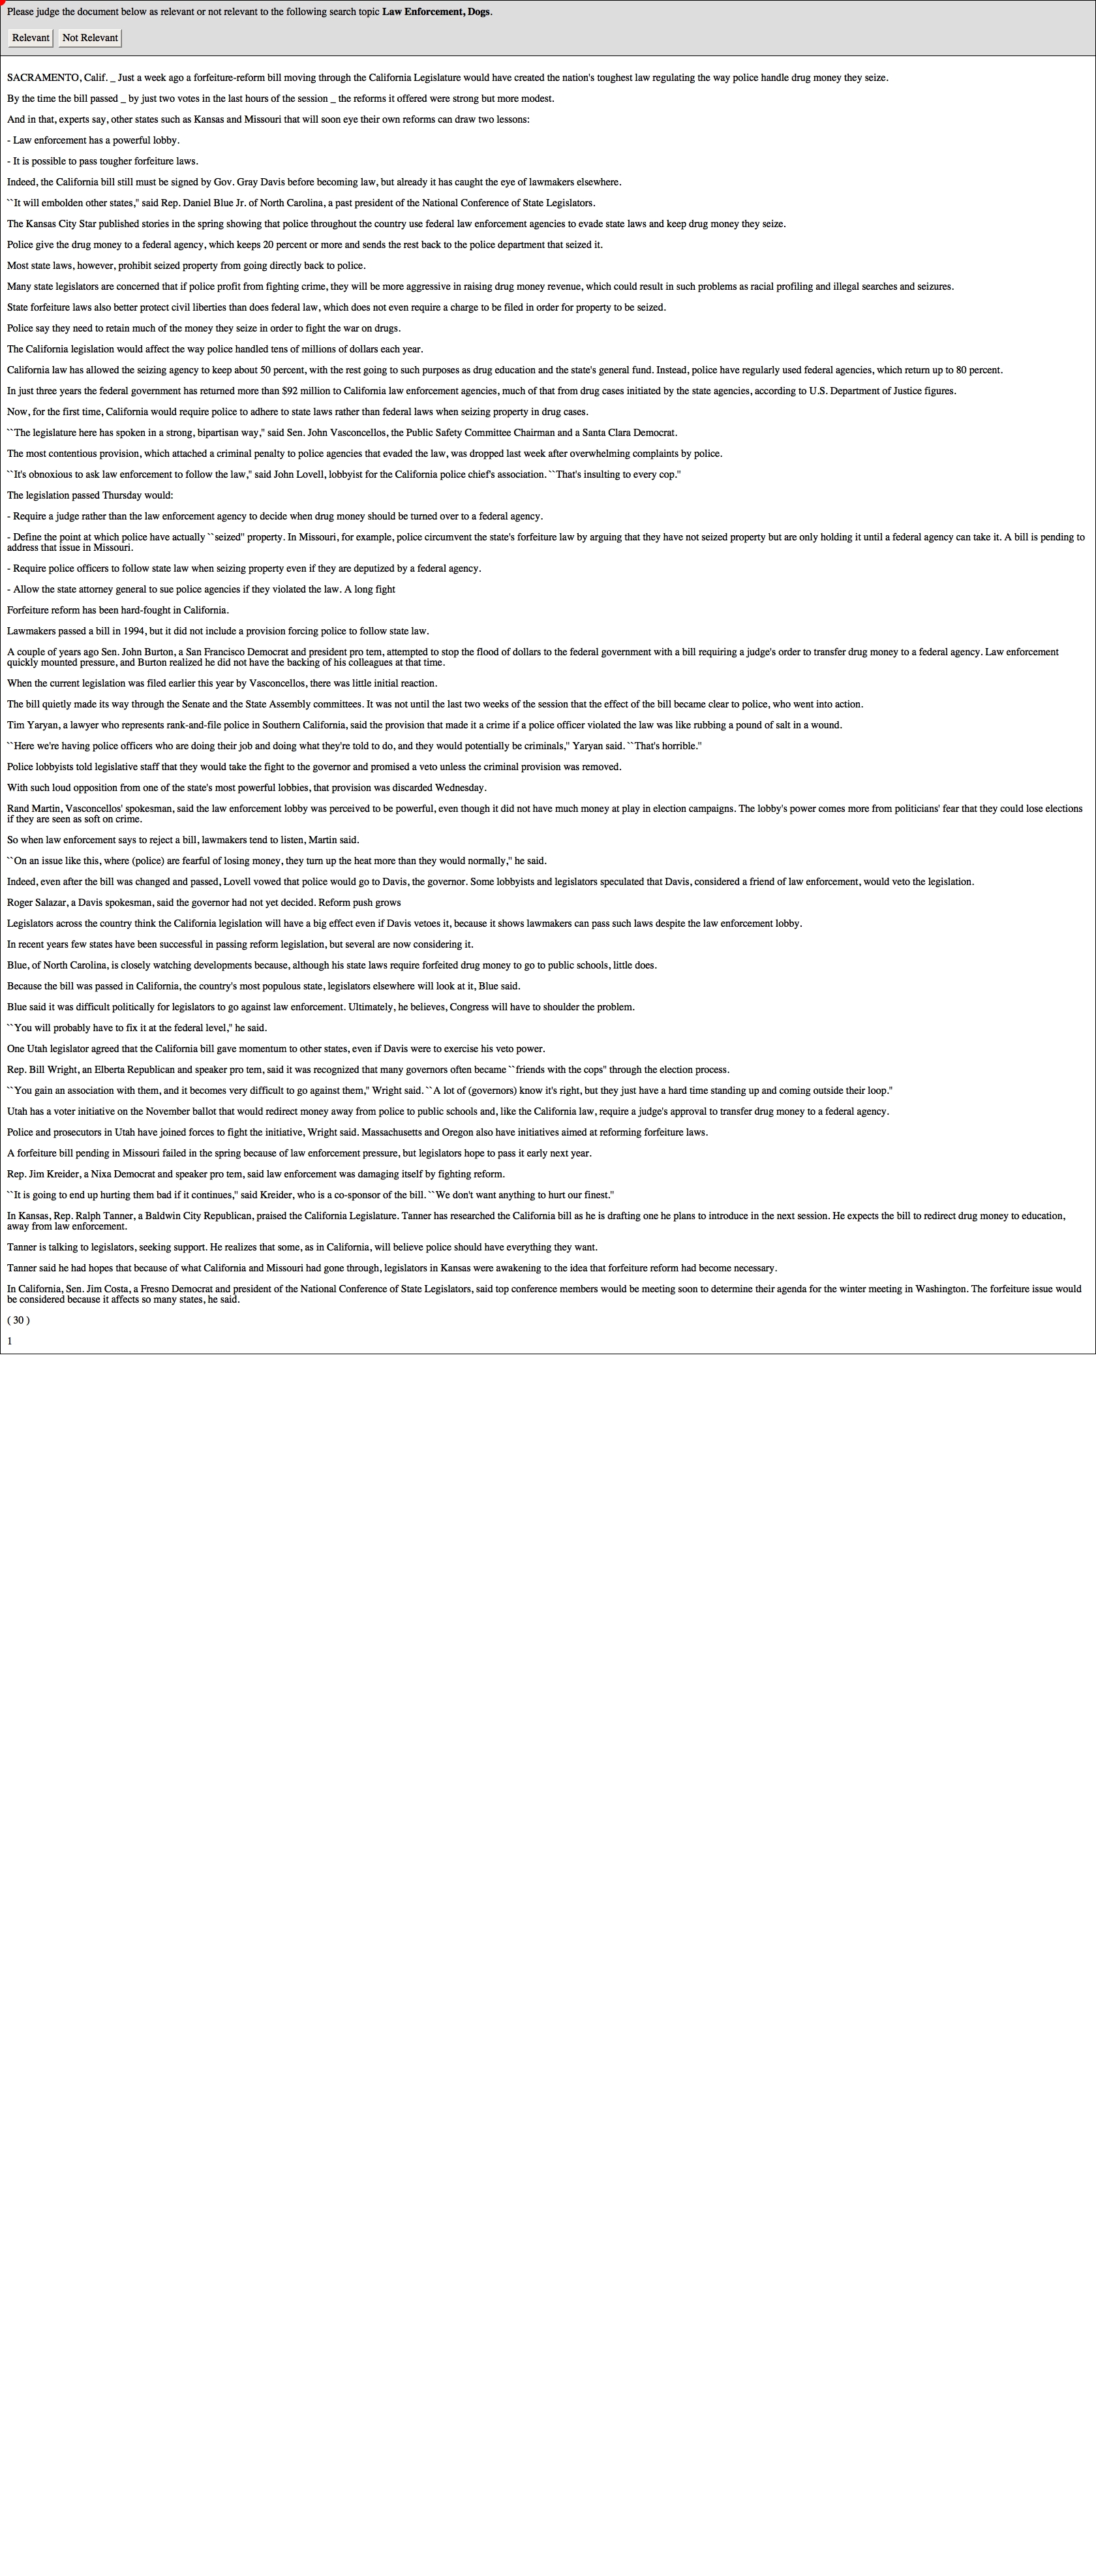 Please judge the document below as relevant or not relevant to the following search topic Law Enforcement, Dogs.
Relevant Not Relevant
SACRAMENTO, Calif. _ Just a week ago a forfeiture-reform bill moving through the California Legislature would have created the nation's toughest law regulating the way police handle drug money they seize.
By the time the bill passed _ by just two votes in the last hours of the session _ the reforms it offered were strong but more modest.
And in that, experts say, other states such as Kansas and Missouri that will soon eye their own reforms can draw two lessons:
- Law enforcement has a powerful lobby.
- It is possible to pass tougher forfeiture laws.
Indeed, the California bill still must be signed by Gov. Gray Davis before becoming law, but already it has caught the eye of lawmakers elsewhere.
``It will embolden other states,'' said Rep. Daniel Blue Jr. of North Carolina, a past president of the National Conference of State Legislators.
The Kansas City Star published stories in the spring showing that police throughout the country use federal law enforcement agencies to evade state laws and keep drug money they seize.
Police give the drug money to a federal agency, which keeps 20 percent or more and sends the rest back to the police department that seized it.
Most state laws, however, prohibit seized property from going directly back to police.
Many state legislators are concerned that if police profit from fighting crime, they will be more aggressive in raising drug money revenue, which could result in such problems as racial profiling and illegal searches and seizures.
State forfeiture laws also better protect civil liberties than does federal law, which does not even require a charge to be filed in order for property to be seized.
Police say they need to retain much of the money they seize in order to fight the war on drugs.
The California legislation would affect the way police handled tens of millions of dollars each year.
California law has allowed the seizing agency to keep about 50 percent, with the rest going to such purposes as drug education and the state's general fund. Instead, police have regularly used federal agencies, which return up to 80 percent.
In just three years the federal government has returned more than $92 million to California law enforcement agencies, much of that from drug cases initiated by the state agencies, according to U.S. Department of Justice figures.
Now, for the first time, California would require police to adhere to state laws rather than federal laws when seizing property in drug cases.
``The legislature here has spoken in a strong, bipartisan way,'' said Sen. John Vasconcellos, the Public Safety Committee Chairman and a Santa Clara Democrat.
The most contentious provision, which attached a criminal penalty to police agencies that evaded the law, was dropped last week after overwhelming complaints by police.
``It's obnoxious to ask law enforcement to follow the law,'' said John Lovell, lobbyist for the California police chief's association. ``That's insulting to every cop.''
The legislation passed Thursday would:
- Require a judge rather than the law enforcement agency to decide when drug money should be turned over to a federal agency.
- Define the point at which police have actually ``seized'' property. In Missouri, for example, police circumvent the state's forfeiture law by arguing that they have not seized property but are only holding it until a federal agency can take it. A bill is pending to
address that issue in Missouri.
- Require police officers to follow state law when seizing property even if they are deputized by a federal agency.
- Allow the state attorney general to sue police agencies if they violated the law. A long fight
Forfeiture reform has been hard-fought in California.
Lawmakers passed a bill in 1994, but it did not include a provision forcing police to follow state law.
A couple of years ago Sen. John Burton, a San Francisco Democrat and president pro tem, attempted to stop the flood of dollars to the federal government with a bill requiring a judge's order to transfer drug money to a federal agency. Law enforcement
quickly mounted pressure, and Burton realized he did not have the backing of his colleagues at that time.
When the current legislation was filed earlier this year by Vasconcellos, there was little initial reaction.
The bill quietly made its way through the Senate and the State Assembly committees. It was not until the last two weeks of the session that the effect of the bill became clear to police, who went into action.
Tim Yaryan, a lawyer who represents rank-and-file police in Southern California, said the provision that made it a crime if a police officer violated the law was like rubbing a pound of salt in a wound.
``Here we're having police officers who are doing their job and doing what they're told to do, and they would potentially be criminals,'' Yaryan said. ``That's horrible.''
Police lobbyists told legislative staff that they would take the fight to the governor and promised a veto unless the criminal provision was removed.
With such loud opposition from one of the state's most powerful lobbies, that provision was discarded Wednesday.
Rand Martin, Vasconcellos' spokesman, said the law enforcement lobby was perceived to be powerful, even though it did not have much money at play in election campaigns. The lobby's power comes more from politicians' fear that they could lose elections
if they are seen as soft on crime.
So when law enforcement says to reject a bill, lawmakers tend to listen, Martin said.
``On an issue like this, where (police) are fearful of losing money, they turn up the heat more than they would normally,'' he said.
Indeed, even after the bill was changed and passed, Lovell vowed that police would go to Davis, the governor. Some lobbyists and legislators speculated that Davis, considered a friend of law enforcement, would veto the legislation.
Roger Salazar, a Davis spokesman, said the governor had not yet decided. Reform push grows
Legislators across the country think the California legislation will have a big effect even if Davis vetoes it, because it shows lawmakers can pass such laws despite the law enforcement lobby.
In recent years few states have been successful in passing reform legislation, but several are now considering it.
Blue, of North Carolina, is closely watching developments because, although his state laws require forfeited drug money to go to public schools, little does.
Because the bill was passed in California, the country's most populous state, legislators elsewhere will look at it, Blue said.
Blue said it was difficult politically for legislators to go against law enforcement. Ultimately, he believes, Congress will have to shoulder the problem.
``You will probably have to fix it at the federal level,'' he said.
One Utah legislator agreed that the California bill gave momentum to other states, even if Davis were to exercise his veto power.
Rep. Bill Wright, an Elberta Republican and speaker pro tem, said it was recognized that many governors often became ``friends with the cops'' through the election process.
``You gain an association with them, and it becomes very difficult to go against them,'' Wright said. ``A lot of (governors) know it's right, but they just have a hard time standing up and coming outside their loop.''
Utah has a voter initiative on the November ballot that would redirect money away from police to public schools and, like the California law, require a judge's approval to transfer drug money to a federal agency.
Police and prosecutors in Utah have joined forces to fight the initiative, Wright said. Massachusetts and Oregon also have initiatives aimed at reforming forfeiture laws.
A forfeiture bill pending in Missouri failed in the spring because of law enforcement pressure, but legislators hope to pass it early next year.
Rep. Jim Kreider, a Nixa Democrat and speaker pro tem, said law enforcement was damaging itself by fighting reform.
``It is going to end up hurting them bad if it continues,'' said Kreider, who is a co-sponsor of the bill. ``We don't want anything to hurt our finest.''
In Kansas, Rep. Ralph Tanner, a Baldwin City Republican, praised the California Legislature. Tanner has researched the California bill as he is drafting one he plans to introduce in the next session. He expects the bill to redirect drug money to education,
away from law enforcement.
Tanner is talking to legislators, seeking support. He realizes that some, as in California, will believe police should have everything they want.
Tanner said he had hopes that because of what California and Missouri had gone through, legislators in Kansas were awakening to the idea that forfeiture reform had become necessary.
In California, Sen. Jim Costa, a Fresno Democrat and president of the National Conference of State Legislators, said top conference members would be meeting soon to determine their agenda for the winter meeting in Washington. The forfeiture issue would
be considered because it affects so many states, he said.
( 30 )
1